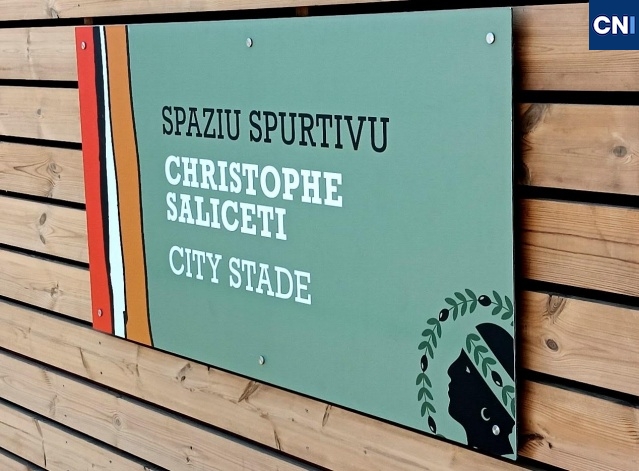 CNI
SPAZIU SPURTIVU
CHRISTOPHE
SALICETI
CITY STADE